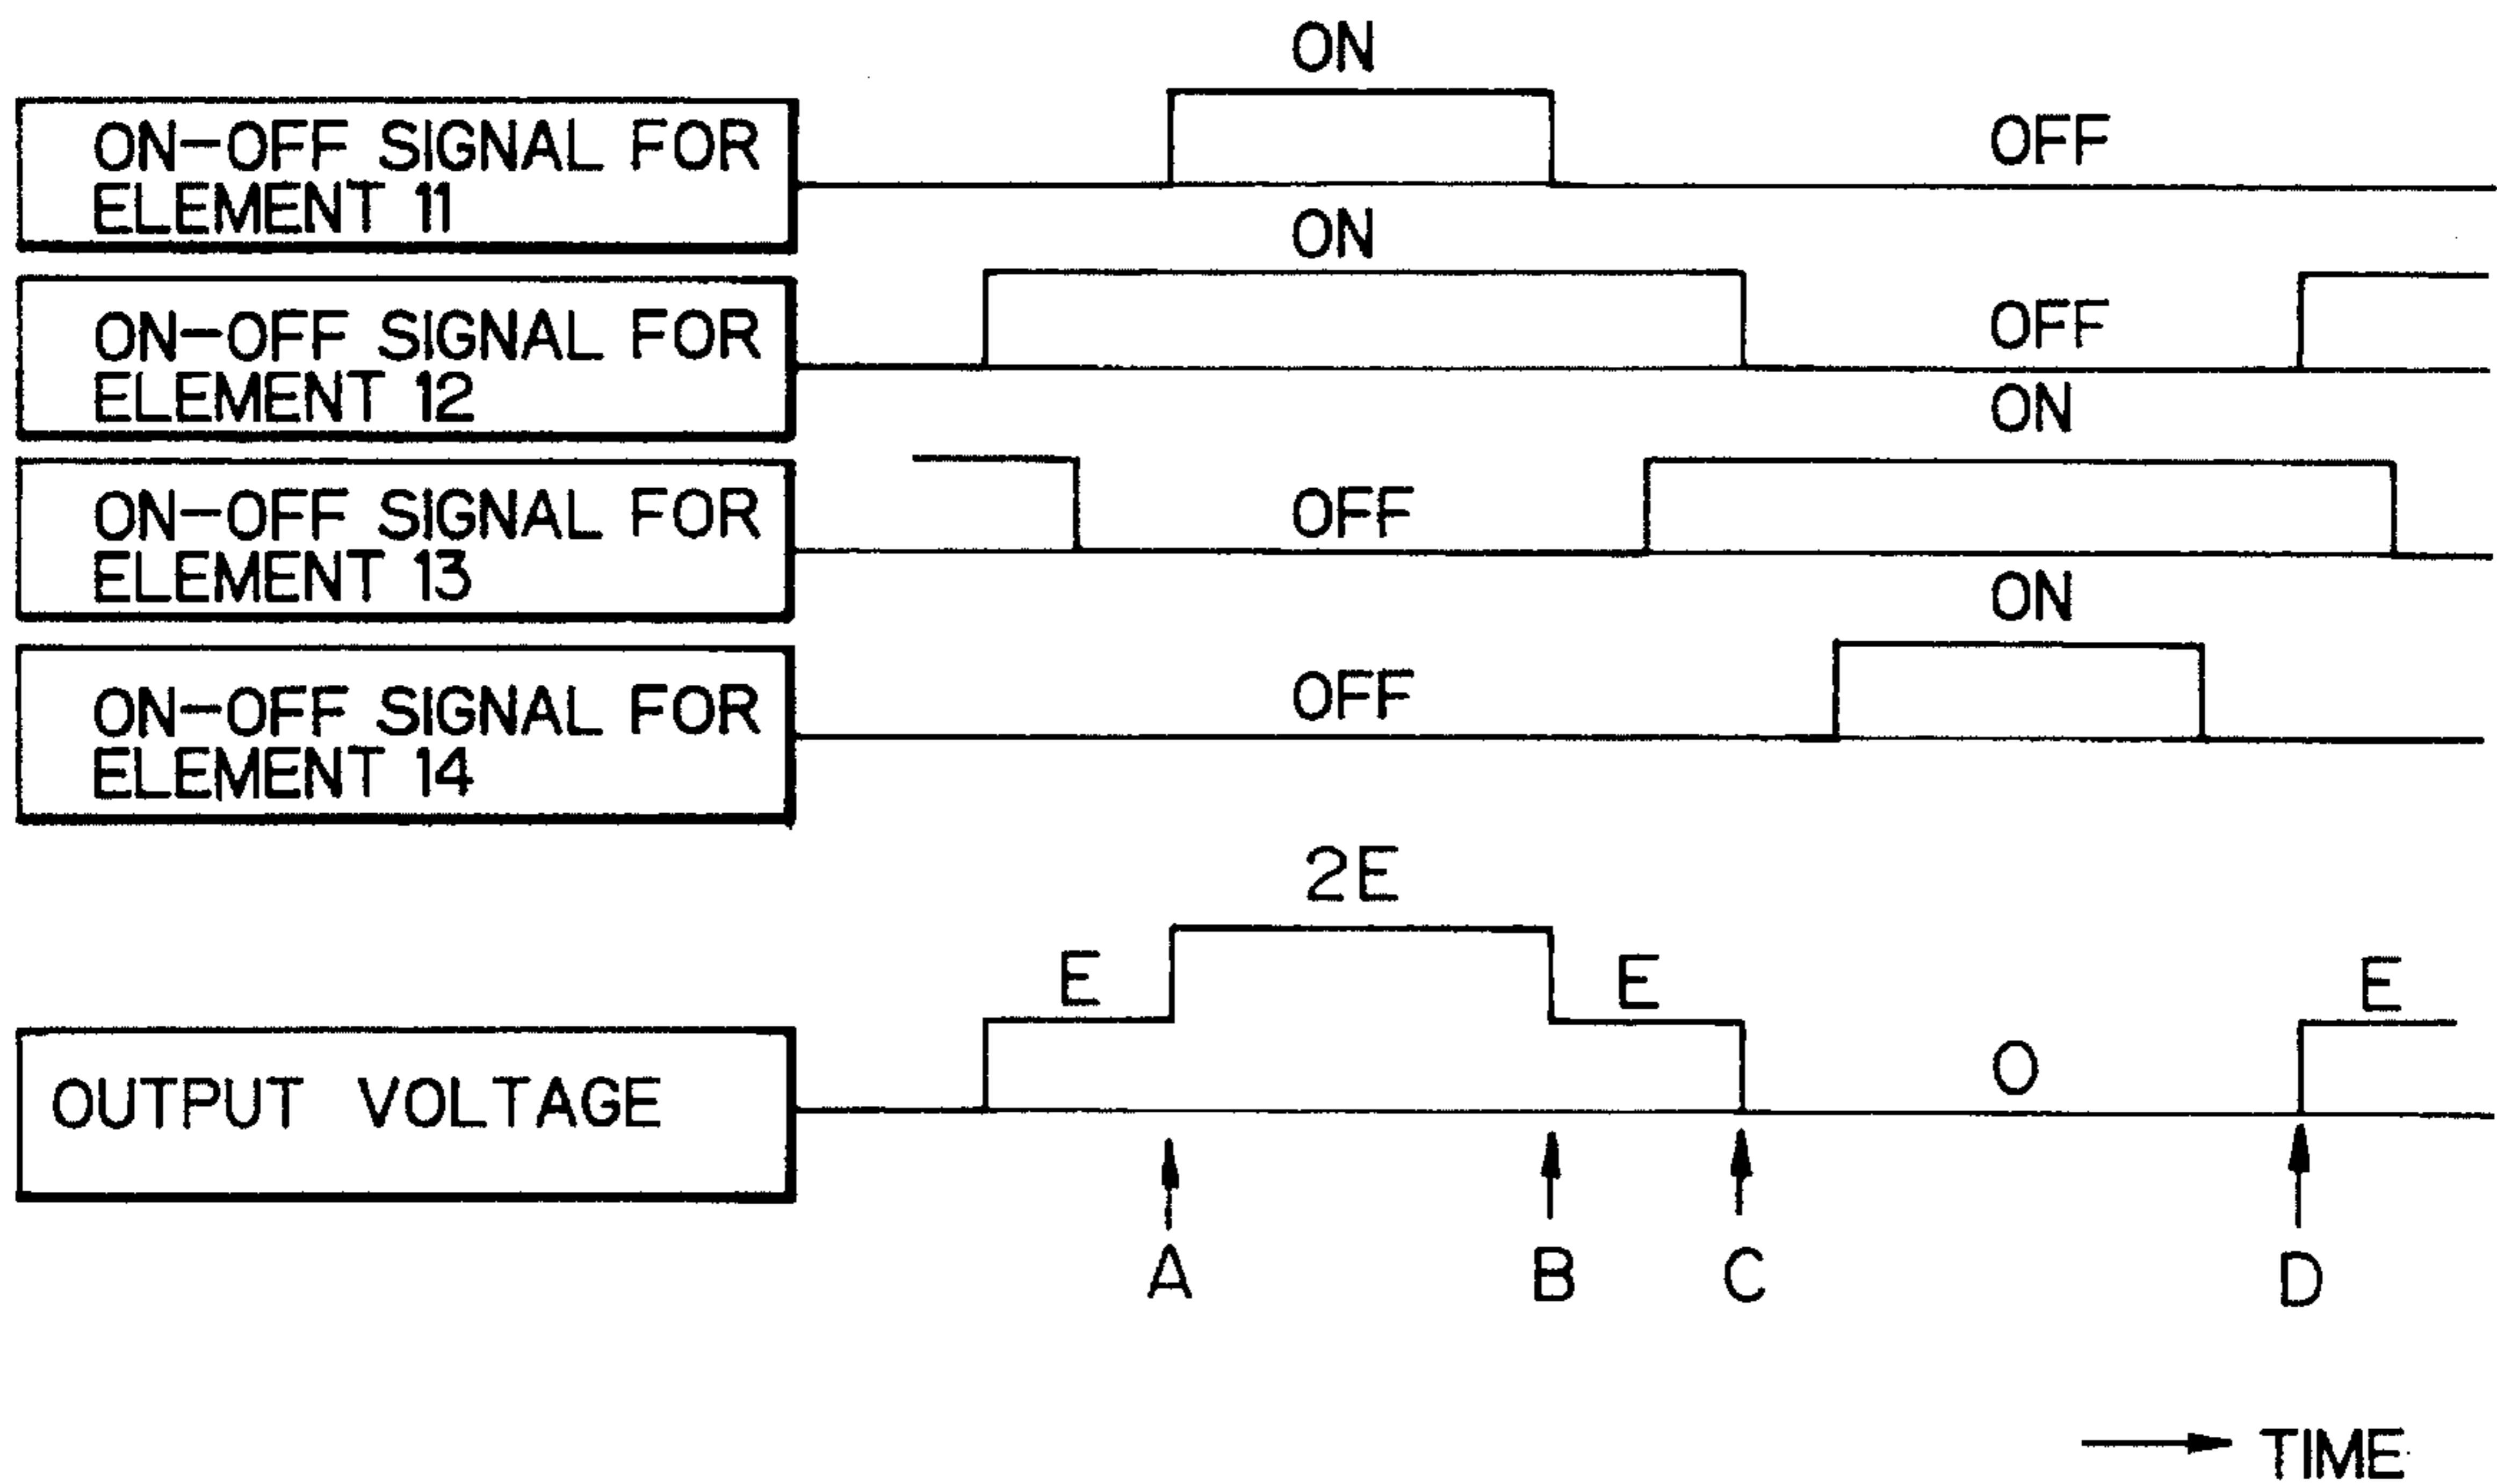 ON
ON-OFF SIGNAL FOR
ELEMENT 11
OFF
ON
ON-OFF SIGNAL FOR
ELEMENT 12
OFF
ON
ON-OFF SIGNAL FOR
ELEMENT 13
OFF
ON
ON-OFF SIGNAL FOR
ELEMENT 14
OFF
2E
E
E
E
OUTPUT VOLTAGE
0
A
B
C
D
TIME